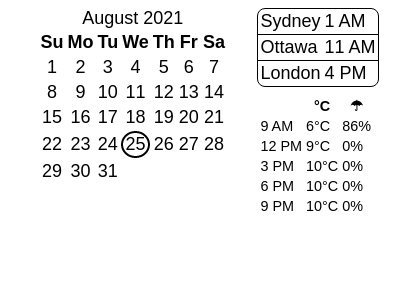 August 2021
Su Mo Tu We Th Fr Sa
1 2 3 4 5 6 7
8 9 10 11 12 13 14
15 16 17 18 19 20 21
22 23 24 25 26 27 28
29 30 31
Sydney 1 AM
Ottawa 11 AM
London 4 PM
°C ☂
9 AM 6°C 86%
12 PM 9°C 0%
3 PM 10°C 0%
6 PM 10°C 0%
9 PM 10°C 0%